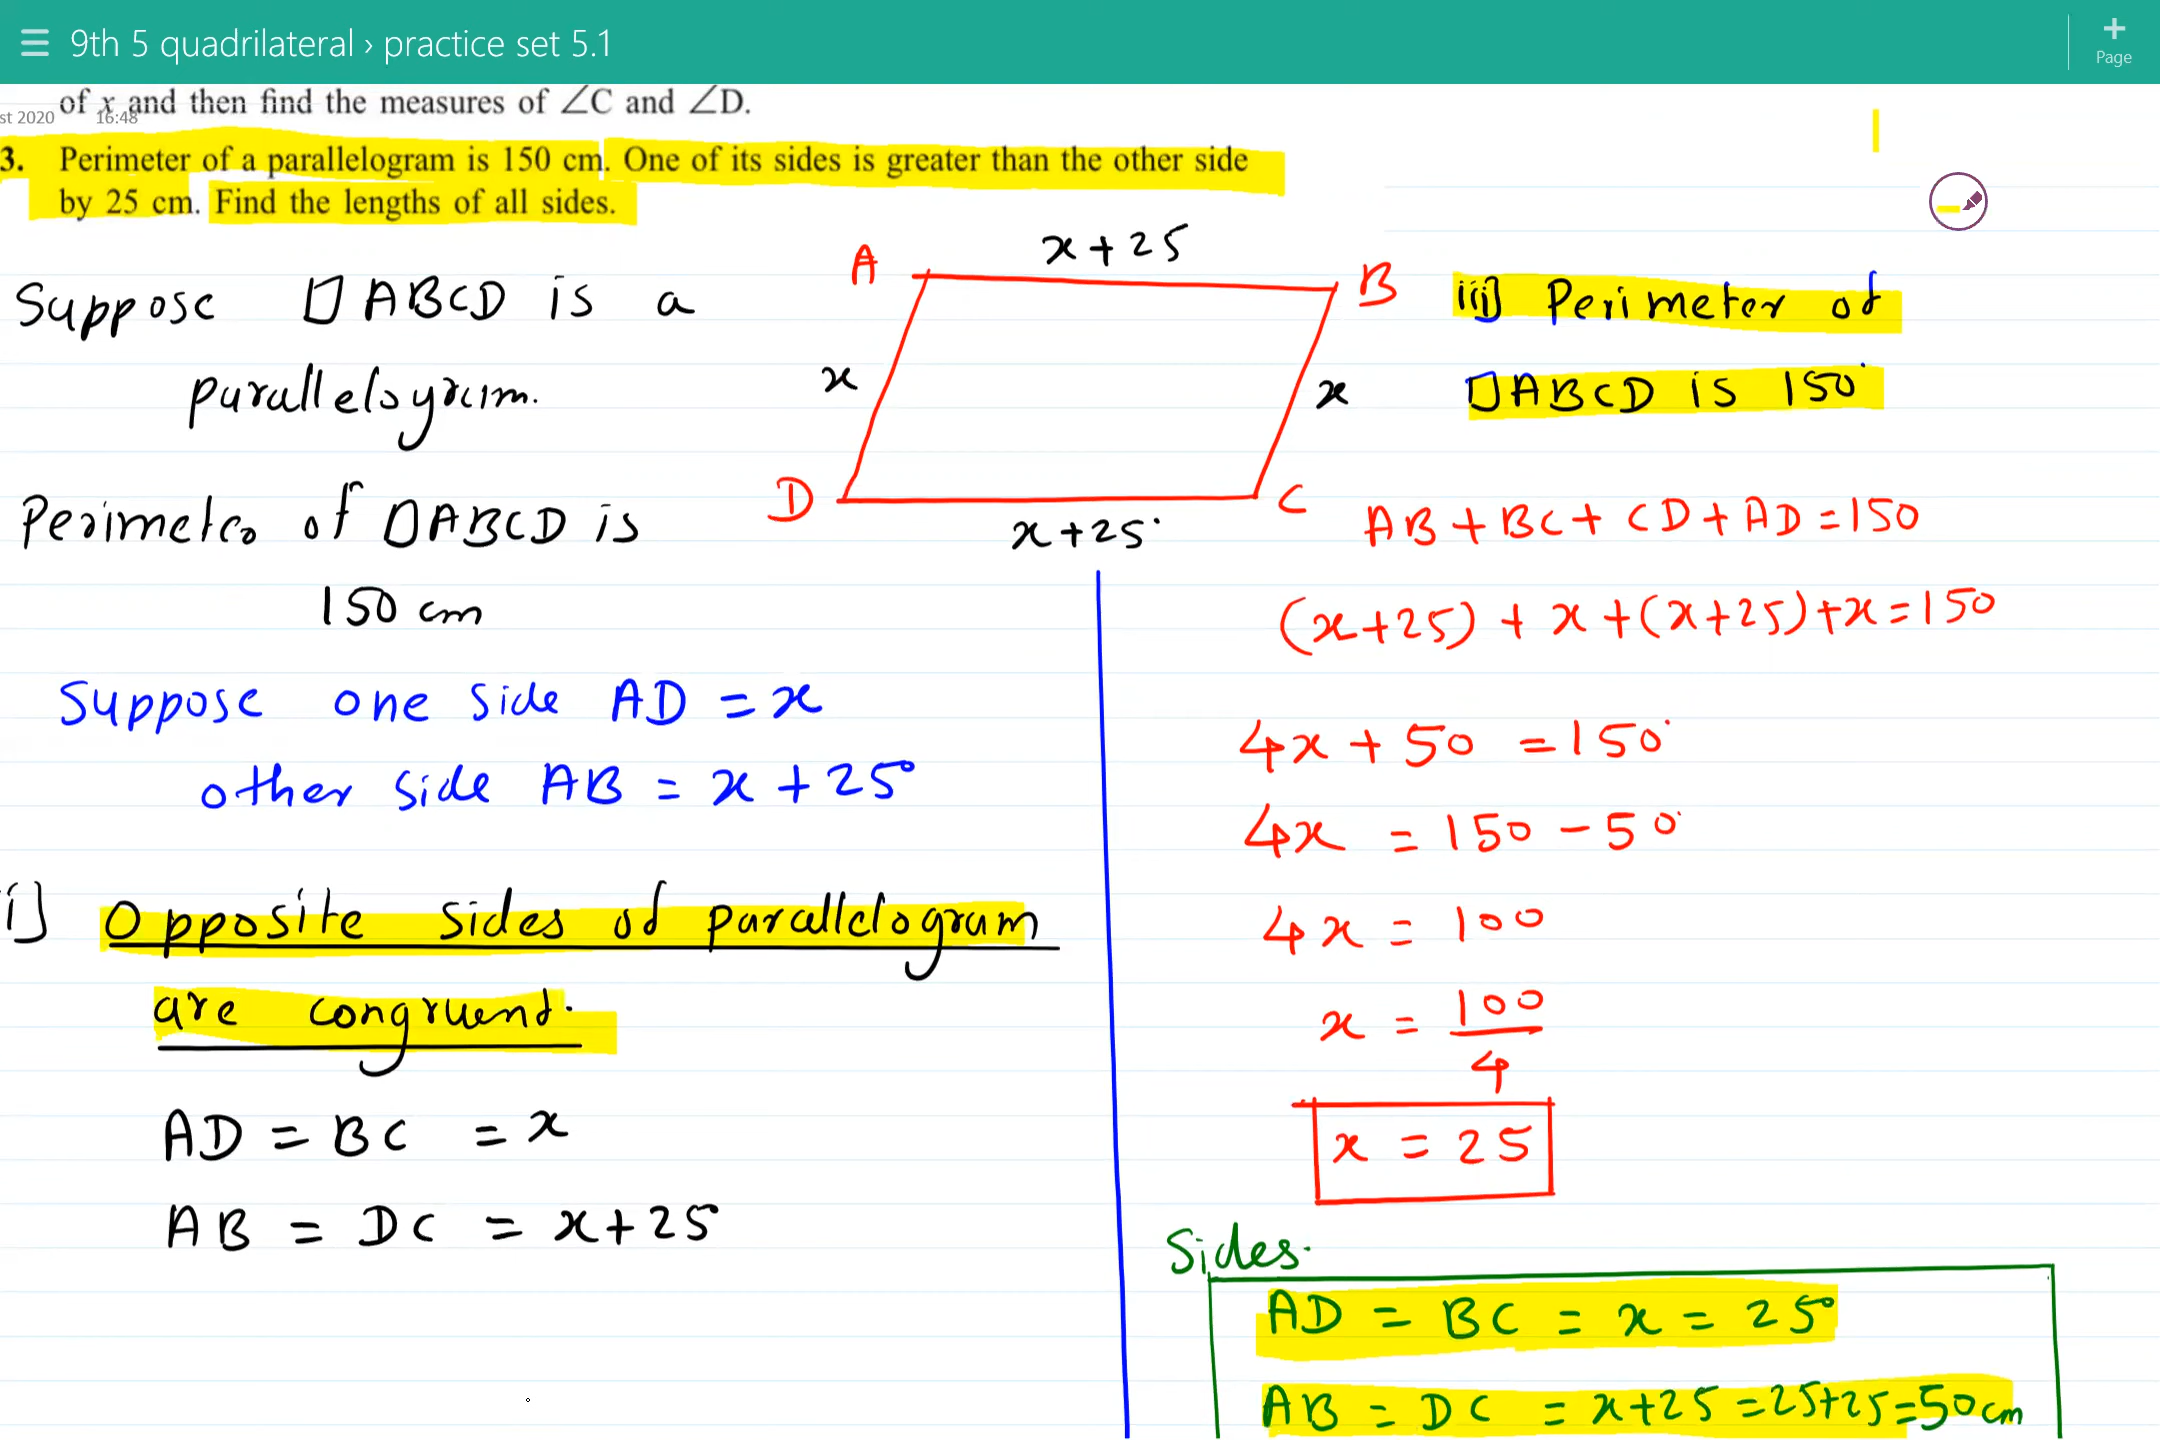 9th 5 quadrilateral › practice set 5.1
Page
of x and then find the measures of ∠C and ∠D.
st 2020 16:48
3. Perimeter of a parallelogram is 150 cm. One of its sides is greater than the other side
by 25 cm. Find the lengths of all sides.
Suppose □ABCD is a
parallelogram.
Perimeter of □ABCD is
150 cm
Suppose one side AD = x
other side AB = x + 25
i] Opposite sides of parallelogram
are congruent.
AD = BC = x
AB = DC = x+25
A
x+25
B
x
x
D
C
x+25
iii] Perimeter of
□ABCD is 150
AB + BC + CD + AD = 150
(x+25) + x + (x+25) + x = 150
4x + 50 = 150
4x = 150 - 50
4x = 100
x = 100/4
x = 25
Sides.
AD = BC = x = 25
AB = DC = x+25 = 25+25 = 50cm